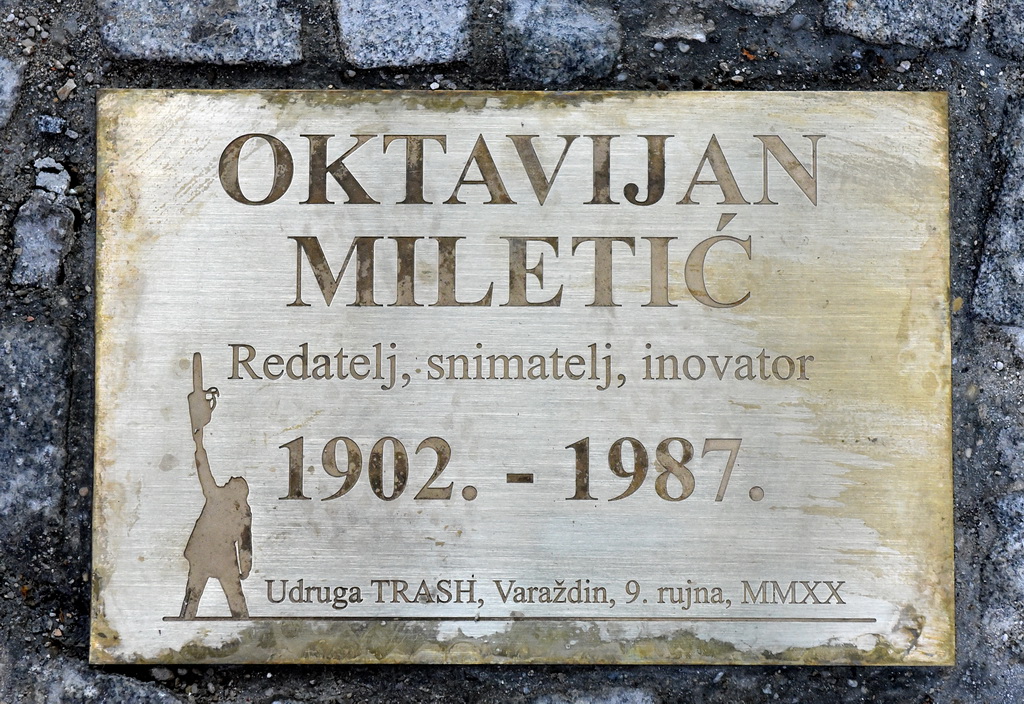 OKTAVIJAN
MILETIĆ
Redatelj, snimatelj, inovator
1902. - 1987.
Udruga TRASH, Varaždin, 9. rujna, MMXX